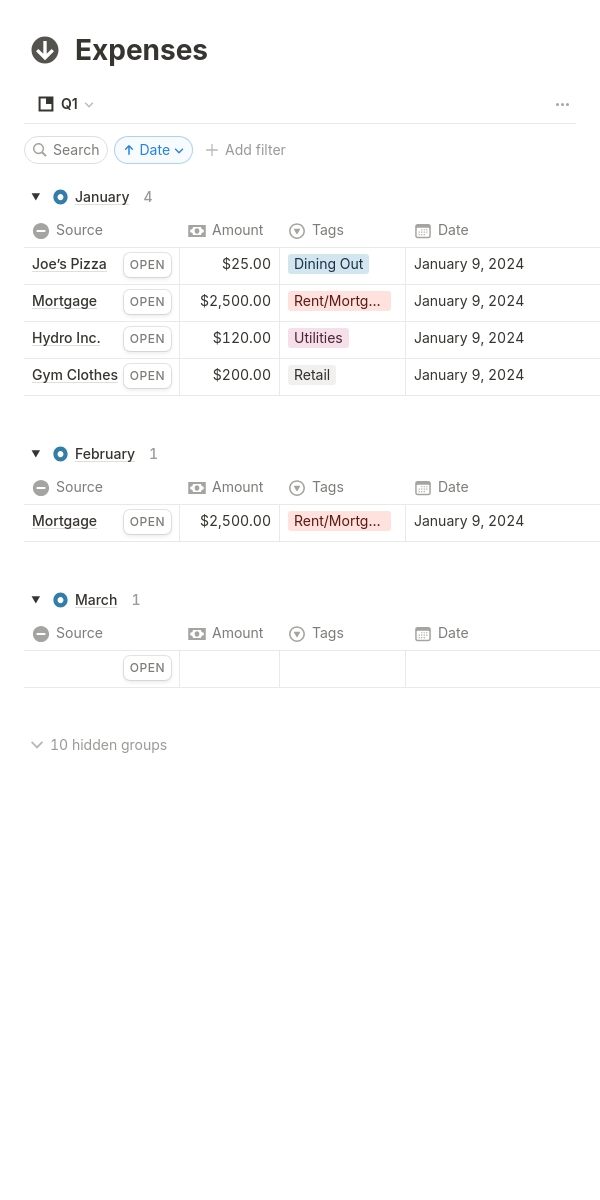 Expenses
Q1
Search Date Add filter
January 4
Source Amount Tags Date
Joe's Pizza OPEN $25.00 Dining Out January 9, 2024
Mortgage OPEN $2,500.00 Rent/Mortg... January 9, 2024
Hydro Inc. OPEN $120.00 Utilities January 9, 2024
Gym Clothes OPEN $200.00 Retail January 9, 2024
February 1
Source Amount Tags Date
Mortgage OPEN $2,500.00 Rent/Mortg... January 9, 2024
March 1
Source Amount Tags Date
OPEN
10 hidden groups